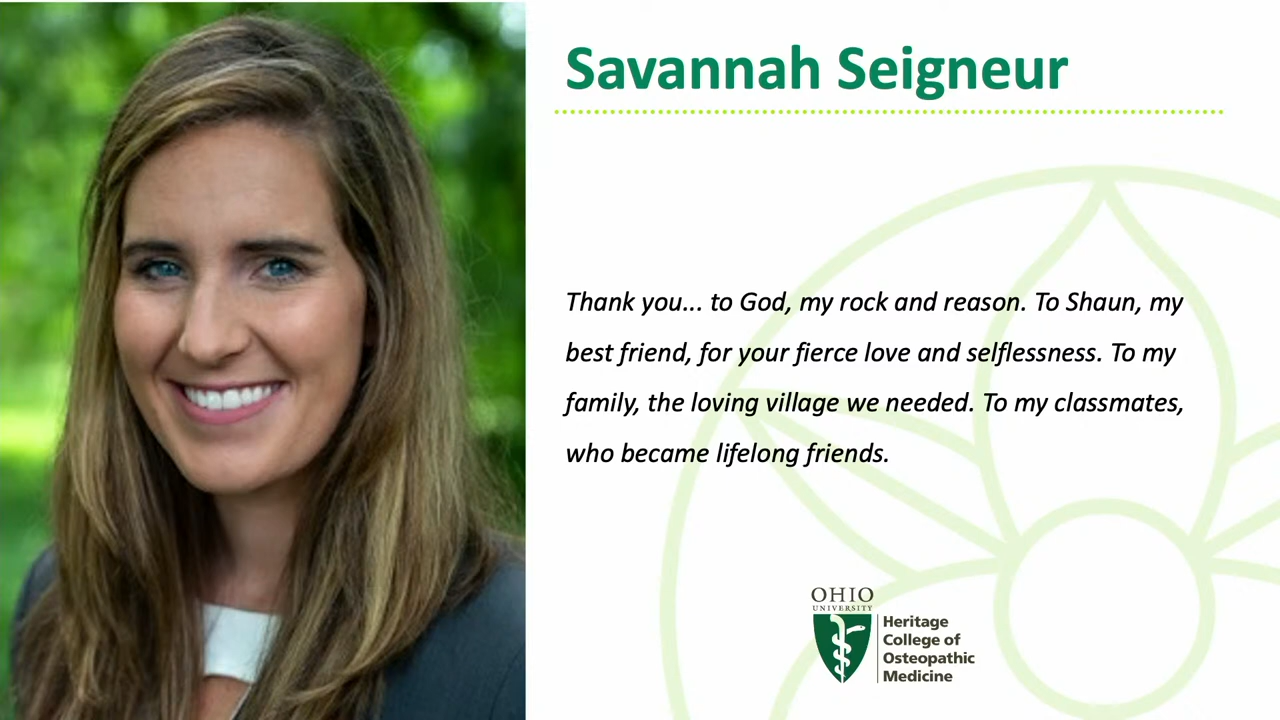 Savannah Seigneur
Thank you... to God, my rock and reason. To Shaun, my
best friend, for your fierce love and selflessness. To my
family, the loving village we needed. To my classmates,
who became lifelong friends.
OHIO
UNIVERSITY
Heritage
College of
Osteopathic
Medicine